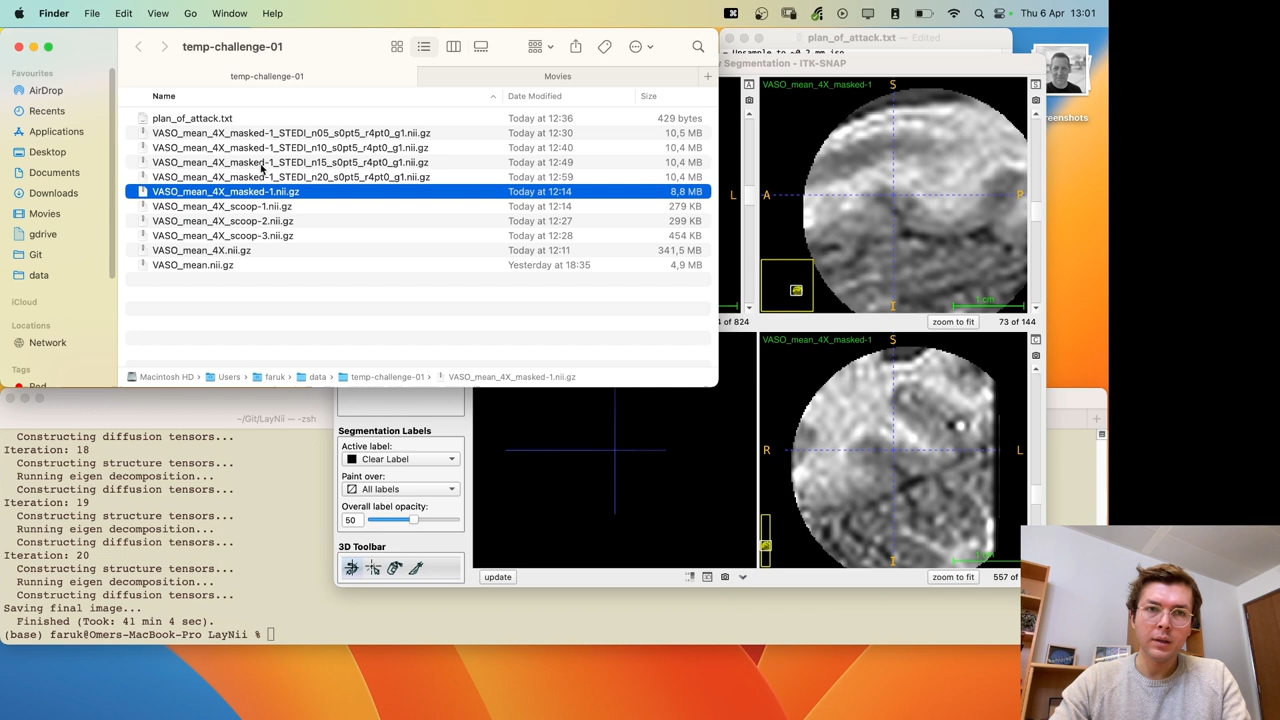 Finder File Edit View Go Window Help Thu 6 Apr 13:01
temp-challenge-01
plan_of_attack.txt — Edited
Segmentation - ITK-SNAP
temp-challenge-01 Movies
Name Date Modified Size
plan_of_attack.txt Today at 12:36 429 bytes
VASO_mean_4X_masked-1_STEDI_n05_s0pt5_r4pt0_g1.nii.gz Today at 12:30 10,5 MB
VASO_mean_4X_masked-1_STEDI_n10_s0pt5_r4pt0_g1.nii.gz Today at 12:40 10,4 MB
VASO_mean_4X_masked-1_STEDI_n15_s0pt5_r4pt0_g1.nii.gz Today at 12:49 10,4 MB
VASO_mean_4X_masked-1_STEDI_n20_s0pt5_r4pt0_g1.nii.gz Today at 12:59 10,4 MB
VASO_mean_4X_masked-1.nii.gz Today at 12:14 8,8 MB
VASO_mean_4X_scoop-1.nii.gz Today at 12:14 279 KB
VASO_mean_4X_scoop-2.nii.gz Today at 12:27 299 KB
VASO_mean_4X_scoop-3.nii.gz Today at 12:28 454 KB
VASO_mean_4X.nii.gz Today at 12:11 341,5 MB
VASO_mean.nii.gz Yesterday at 18:35 4,9 MB
Macintosh HD Users faruk data temp-challenge-01 VASO_mean_4X_masked-1.nii.gz
Favourites
AirDrop
Recents
Applications
Desktop
Documents
Downloads
Movies
gdrive
Git
data
iCloud
Locations
Network
Tags
VASO_mean_4X_masked-1
S
L A P
I
1 cm
of 824 zoom to fit 73 of 144
VASO_mean_4X_masked-1
S
R L
I
update zoom to fit 557 of
Segmentation Labels
Active label:
Clear Label
Paint over:
All labels
Overall label opacity:
50
3D Toolbar
~/Git/LayNii — -zsh
Constructing diffusion tensors...
Iteration: 18
Constructing structure tensors...
Running eigen decomposition...
Constructing diffusion tensors...
Iteration: 19
Constructing structure tensors...
Running eigen decomposition...
Constructing diffusion tensors...
Iteration: 20
Constructing structure tensors...
Running eigen decomposition...
Constructing diffusion tensors...
Saving final image...
Finished (Took: 41 min 4 sec).
(base) faruk@Omers-MacBook-Pro LayNii %